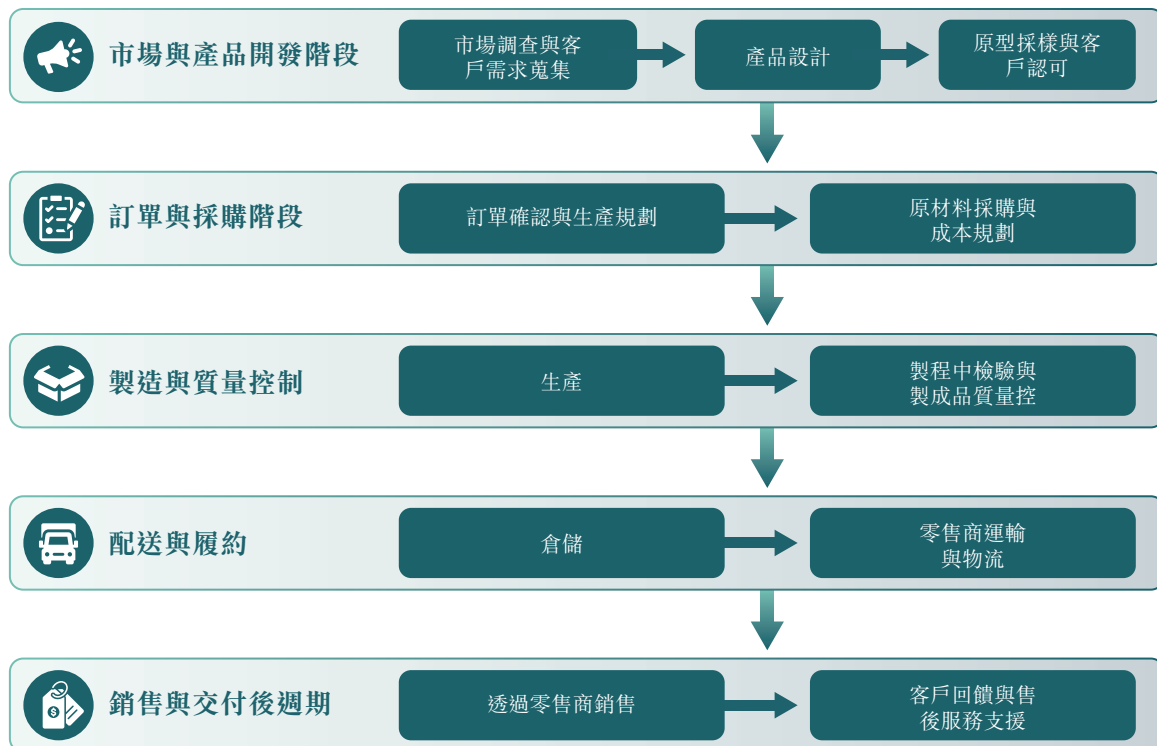 市場與產品開發階段
市場調查與客
戶需求蒐集
產品設計
原型採樣與客
戶認可
訂單與採購階段
訂單確認與生產規劃
原材料採購與
成本規劃
製造與質量控制
生產
製程中檢驗與
製成品質量控
配送與履約
倉儲
零售商運輸
與物流
銷售與交付後週期
透過零售商銷售
客戶回饋與售
後服務支援